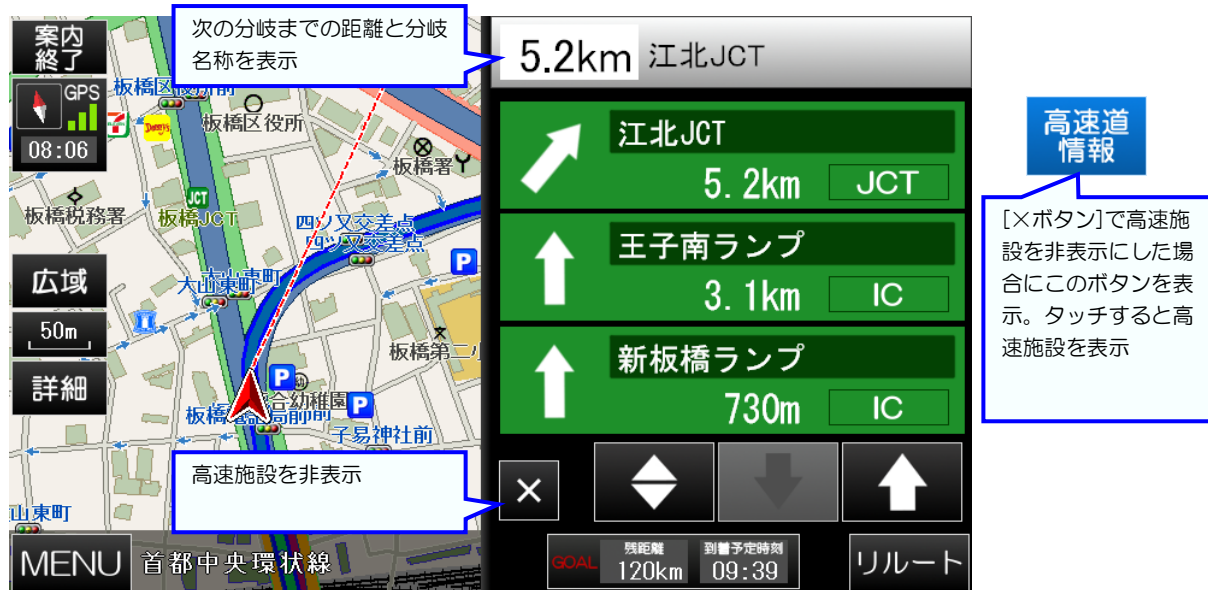 案内
終了
GPS
08:06
板橋区役所前
板橋区役所
板橋署
板橋税務署
JCT
板橋JCT
四ツ又交差点
四ツ又交差点
大山東町
広域
50m
詳細
板橋第二小
合幼稚園
子易神社前
山東町
MENU
首都中央環状線
次の分岐までの距離と分岐
名称を表示
5.2km 江北JCT
江北JCT
5.2km JCT
王子南ランプ
3.1km IC
新板橋ランプ
730m IC
高速施設を非表示
×
GOAL
残距離
120km
到着予定時刻
09:39
リルート
高速道
情報
[×ボタン]で高速施
設を非表示にした場
合にこのボタンを表
示。タッチすると高
速施設を表示